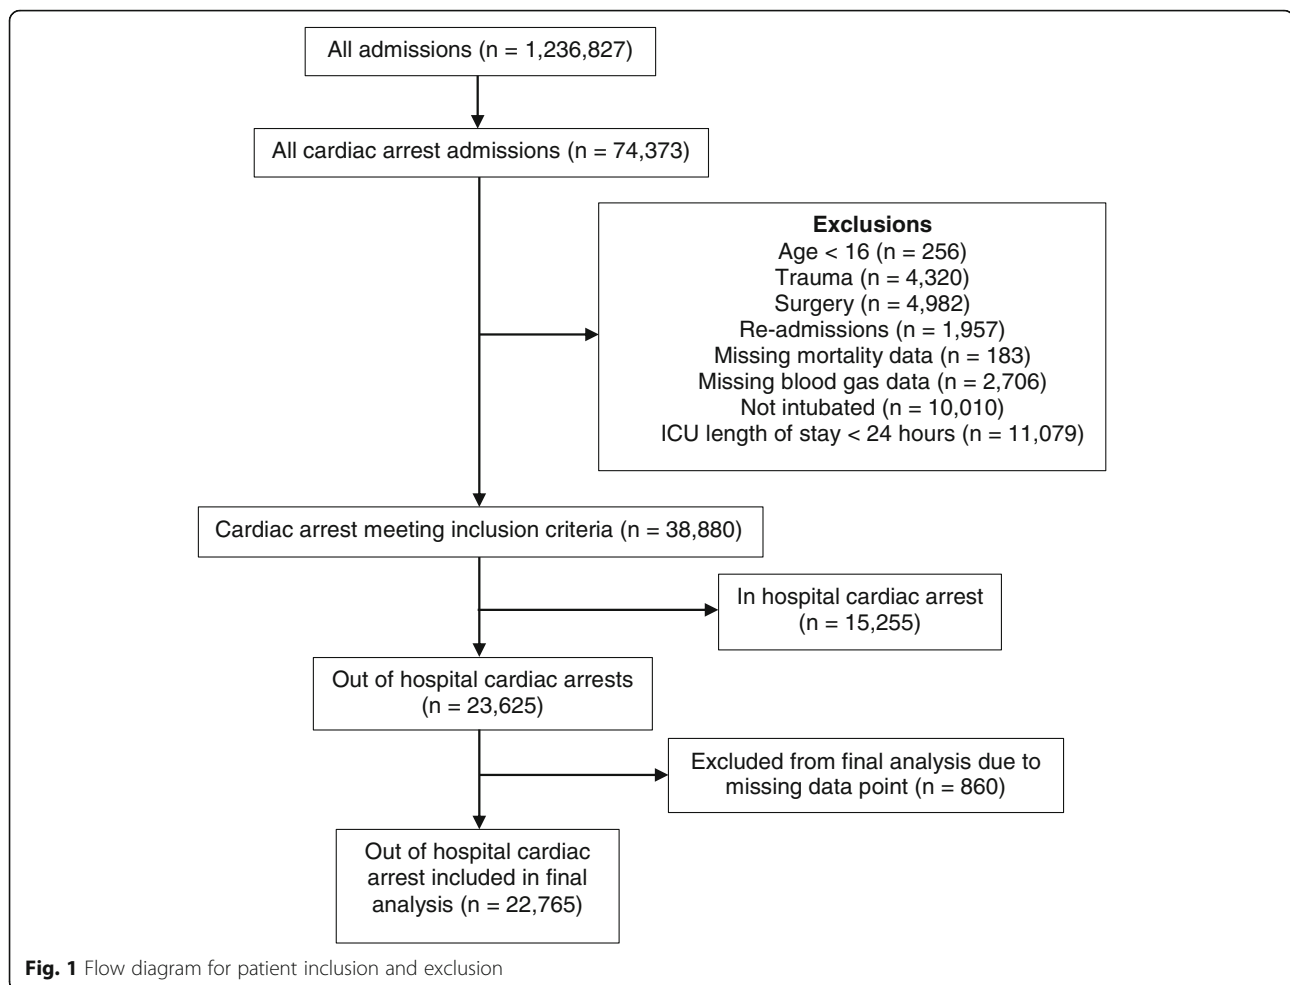 All admissions (n = 1,236,827)
All cardiac arrest admissions (n = 74,373)
Exclusions
Age < 16 (n = 256)
Trauma (n = 4,320)
Surgery (n = 4,982)
Re-admissions (n = 1,957)
Missing mortality data (n = 183)
Missing blood gas data (n = 2,706)
Not intubated (n = 10,010)
ICU length of stay < 24 hours (n = 11,079)
Cardiac arrest meeting inclusion criteria (n = 38,880)
In hospital cardiac arrest
(n = 15,255)
Out of hospital cardiac arrests
(n = 23,625)
Excluded from final analysis due to
missing data point (n = 860)
Out of hospital cardiac
arrest included in final
analysis (n = 22,765)
Fig. 1 Flow diagram for patient inclusion and exclusion